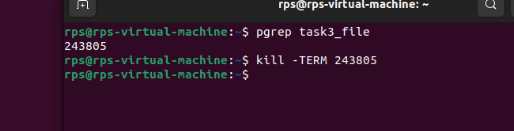 rps@rps-virtual-machine: ~
rps@rps-virtual-machine:~$ pgrep task3_file
243805
rps@rps-virtual-machine:~$ kill -TERM 243805
rps@rps-virtual-machine:~$